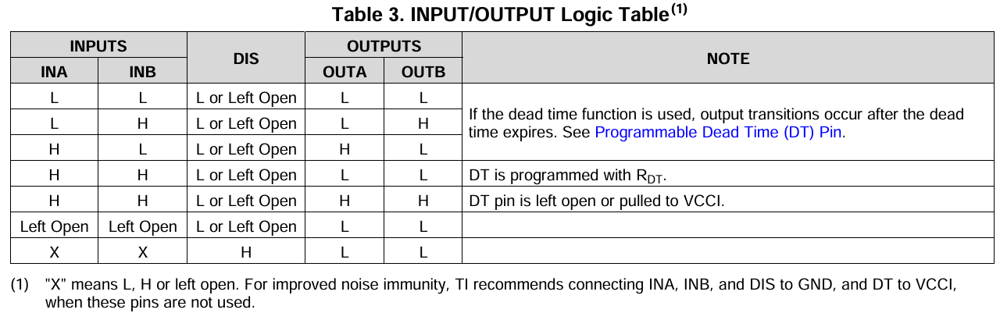 Table 3. INPUT/OUTPUT Logic Table(1)
INPUTS DIS OUTPUTS NOTE
INA INB OUTA OUTB
L L L or Left Open L L If the dead time function is used, output transitions occur after the dead
time expires. See Programmable Dead Time (DT) Pin.
L H L or Left Open L H
H L L or Left Open H L
H H L or Left Open L L DT is programmed with RDT.
H H L or Left Open H H DT pin is left open or pulled to VCCI.
Left Open Left Open L or Left Open L L
X X H L L
(1) "X" means L, H or left open. For improved noise immunity, TI recommends connecting INA, INB, and DIS to GND, and DT to VCCI,
when these pins are not used.